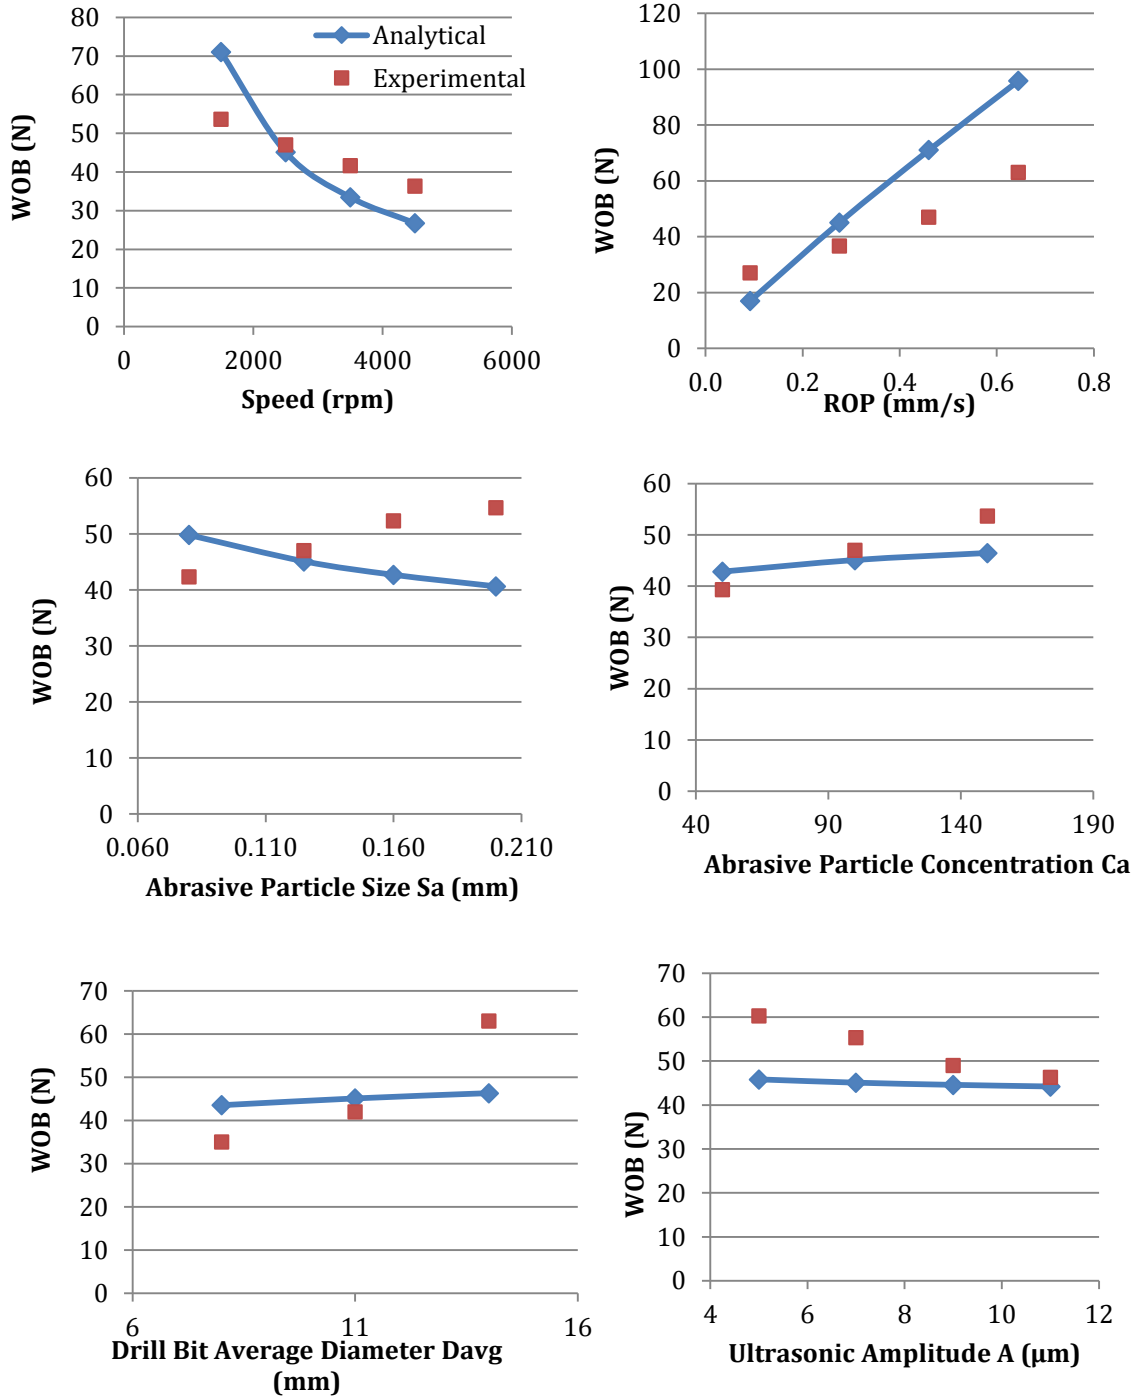 80
70
60
50
40
30
20
10
0
WOB (N)
Analytical
Experimental
0 2000 4000 6000
Speed (rpm)
120
100
80
60
40
20
0
WOB (N)
0.0 0.2 0.4 0.6 0.8
ROP (mm/s)
60
50
40
30
20
10
0
WOB (N)
0.060 0.110 0.160 0.210
Abrasive Particle Size Sa (mm)
60
50
40
30
20
10
0
WOB (N)
40 90 140 190
Abrasive Particle Concentration Ca
70
60
50
40
30
20
10
0
WOB (N)
6 11 16
Drill Bit Average Diameter Davg
(mm)
70
60
50
40
30
20
10
0
WOB (N)
4 6 8 10 12
Ultrasonic Amplitude A (μm)